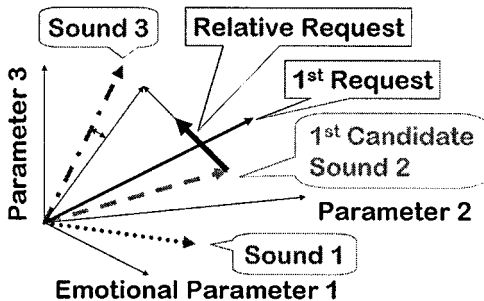 Sound 3
Relative Request
1st Request
1st Candidate
Sound 2
Parameter 3
Parameter 2
Sound 1
Emotional Parameter 1